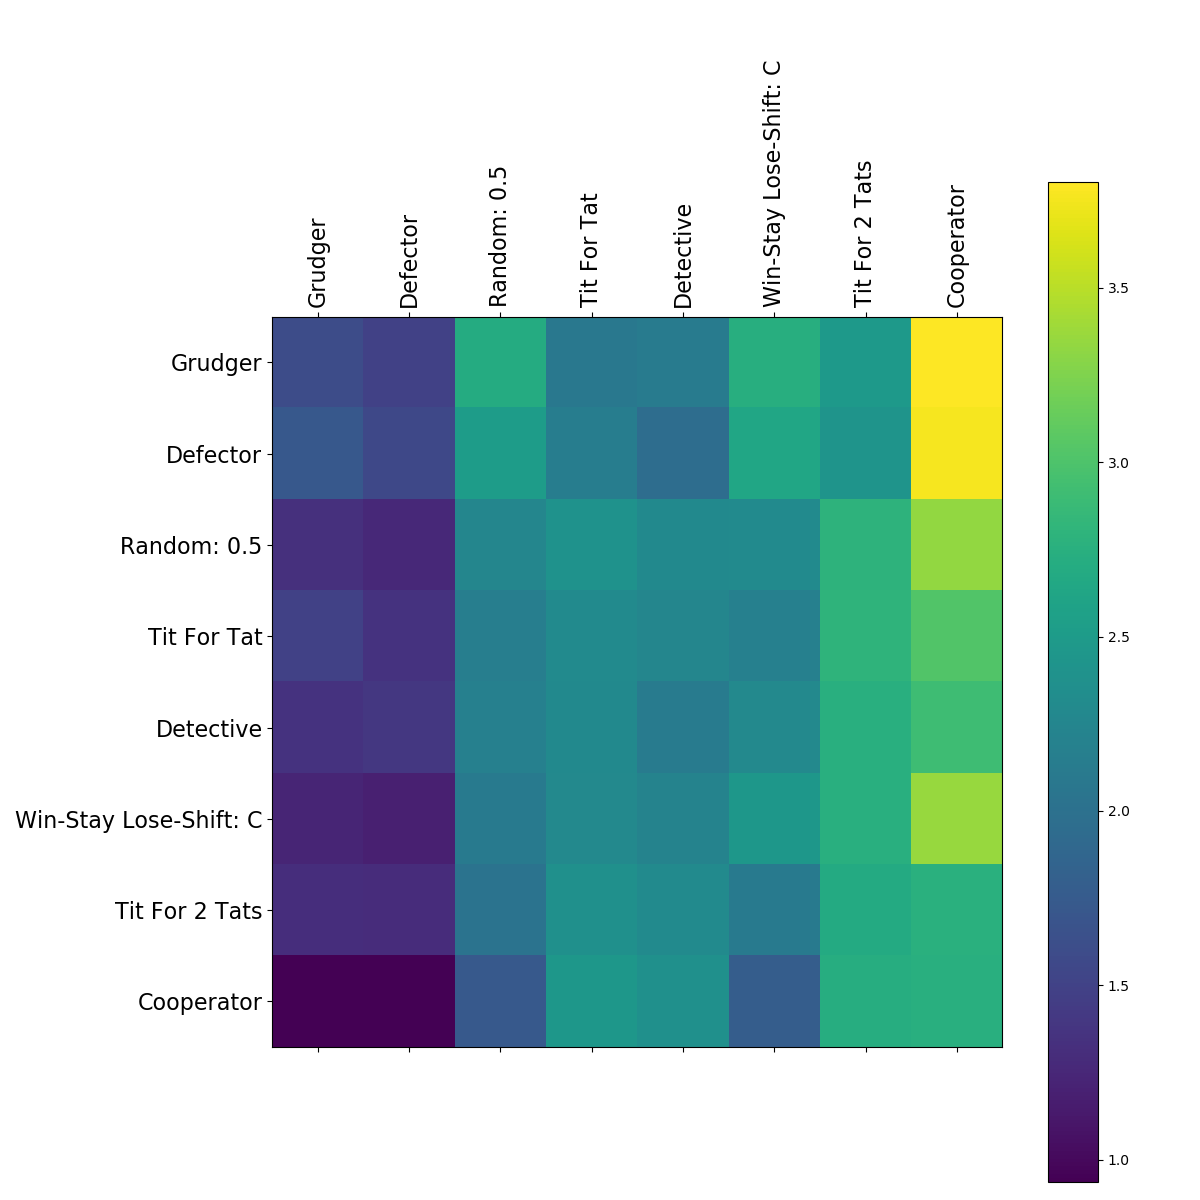 Grudger
Defector
Random: 0.5
Tit For Tat
Detective
Win-Stay Lose-Shift: C
Tit For 2 Tats
Cooperator
Grudger
Defector
Random: 0.5
Tit For Tat
Detective
Win-Stay Lose-Shift: C
Tit For 2 Tats
Cooperator
3.5
3.0
2.5
2.0
1.5
1.0